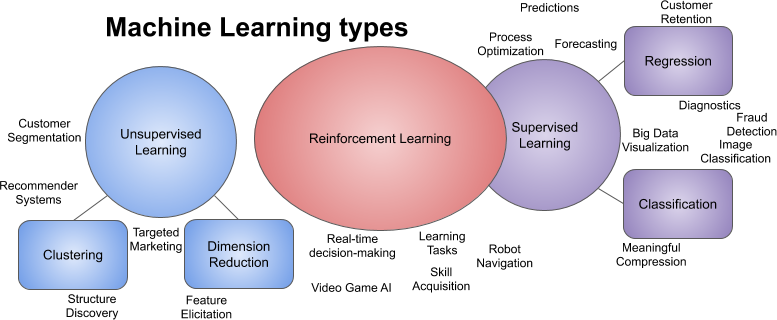 Machine Learning types
Predictions
Customer
Retention
Process
Optimization
Forecasting
Regression
Diagnostics
Fraud
Detection
Image
Classification
Big Data
Visualization
Supervised
Learning
Reinforcement Learning
Unsupervised
Learning
Customer
Segmentation
Recommender
Systems
Clustering
Targeted
Marketing
Dimension
Reduction
Structure
Discovery
Feature
Elicitation
Real-time
decision-making
Learning
Tasks
Robot
Navigation
Video Game AI
Skill
Acquisition
Classification
Meaningful
Compression